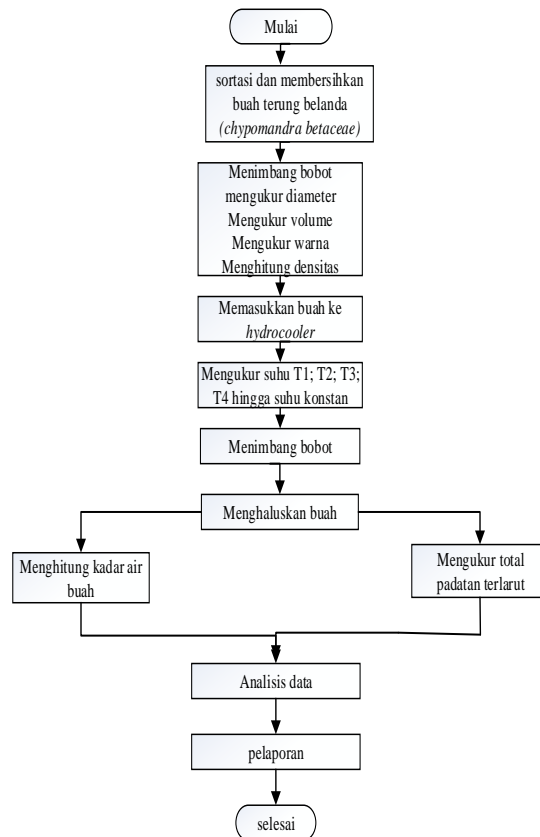 Mulai
sortasi dan membersihkan
buah terung belanda
(chypomandra betaceae)
Menimbang bobot
mengukur diameter
Mengukur volume
Mengukur warna
Menghitung densitas
Memasukkan buah ke
hydrocooler
Mengukur suhu T1; T2; T3;
T4 hingga suhu konstan
Menimbang bobot
Menghaluskan buah
Menghitung kadar air
buah
Mengukur total
padatan terlarut
Analisis data
pelaporan
selesai